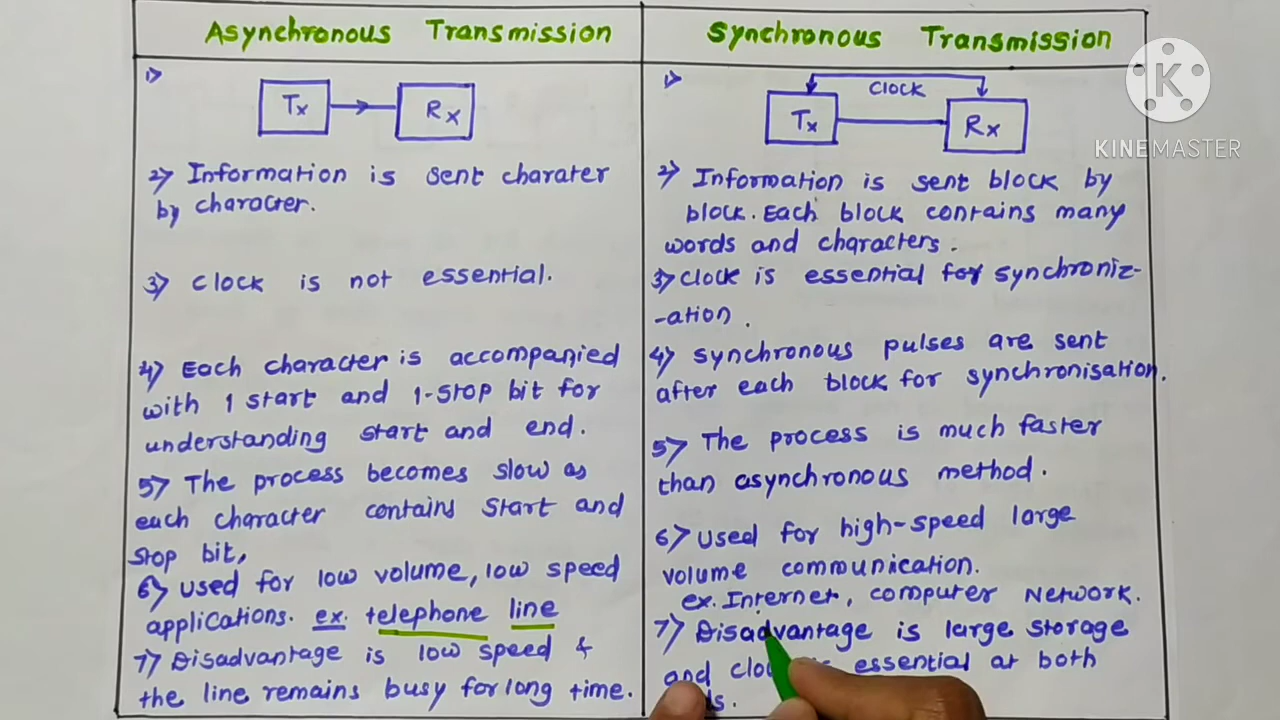 Asynchronous Transmission
1)
Tx
Rx
2) Information is sent charater
by character.
3) Clock is not essential.
4) Each character is accompanied
with 1 start and 1-stop bit for
understanding start and end.
5) The process becomes slow as
each character contains start and
stop bit,
6) used for low volume, low speed
applications. ex. telephone line
7) Disadvantage is low speed &
the line remains busy for long time.
Synchronous Transmission
1)
Clock
Tx
Rx
2) Information is sent block by
block. Each block contains many
words and characters.
3) Clock is essential for synchroniz-
-ation.
4) synchronous pulses are sent
after each block for synchronisation.
5) The process is much faster
than asynchronous method.
6) used for high-speed large
volume communication.
ex. Internet, computer Network.
7) Disadvantage is large storage
and essential at both
K
KINEMASTER